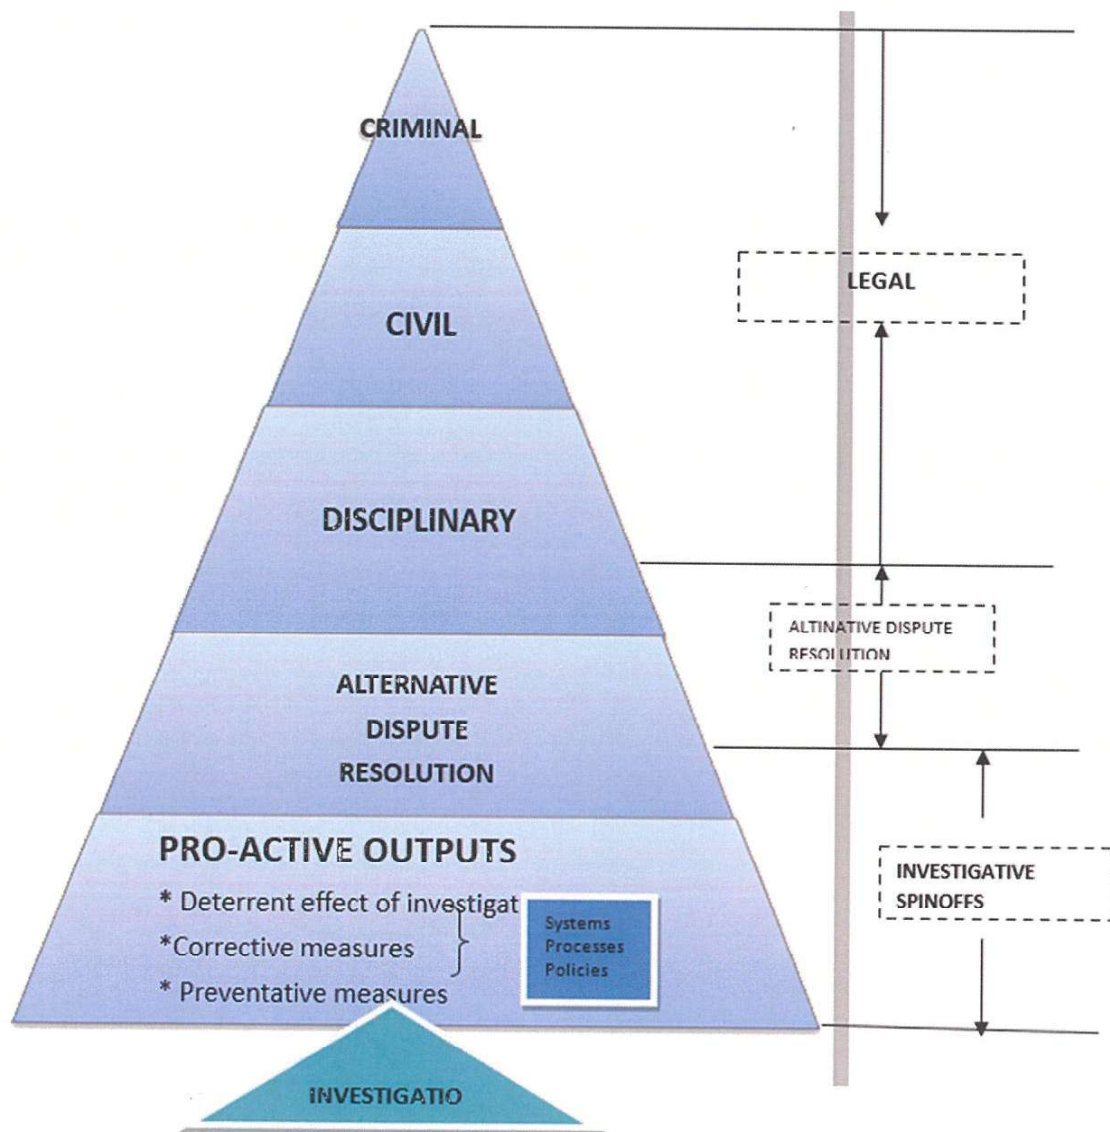 CRIMINAL
CIVIL
DISCIPLINARY
ALTERNATIVE
DISPUTE
RESOLUTION
PRO-ACTIVE OUTPUTS
* Deterrent effect of investigat
*Corrective measures
* Preventative measures
Systems
Processes
Policies
INVESTIGATIO
LEGAL
ALTINATIVE DISPUTE
RESOLUTION
INVESTIGATIVE
SPINOFFS